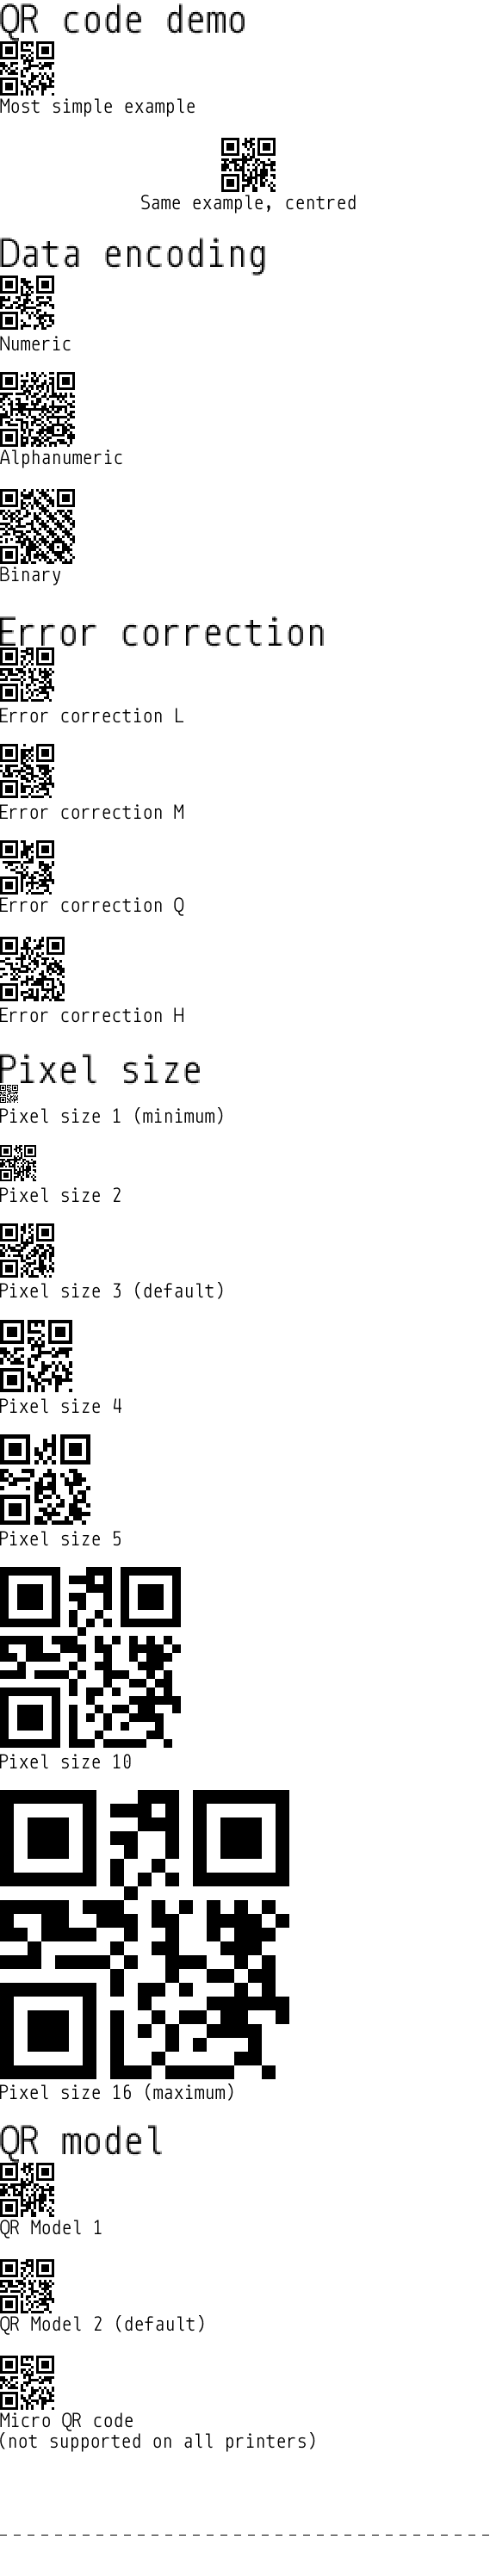 QR code demo
Most simple example
Same example, centred
Data encoding
Numeric
Alphanumeric
Binary
Error correction
Error correction L
Error correction M
Error correction Q
Error correction H
Pixel size
Pixel size 1 (minimum)
Pixel size 2
Pixel size 3 (default)
Pixel size 4
Pixel size 5
Pixel size 10
Pixel size 16 (maximum)
QR model
QR Model 1
QR Model 2 (default)
Micro QR code
(not supported on all printers)